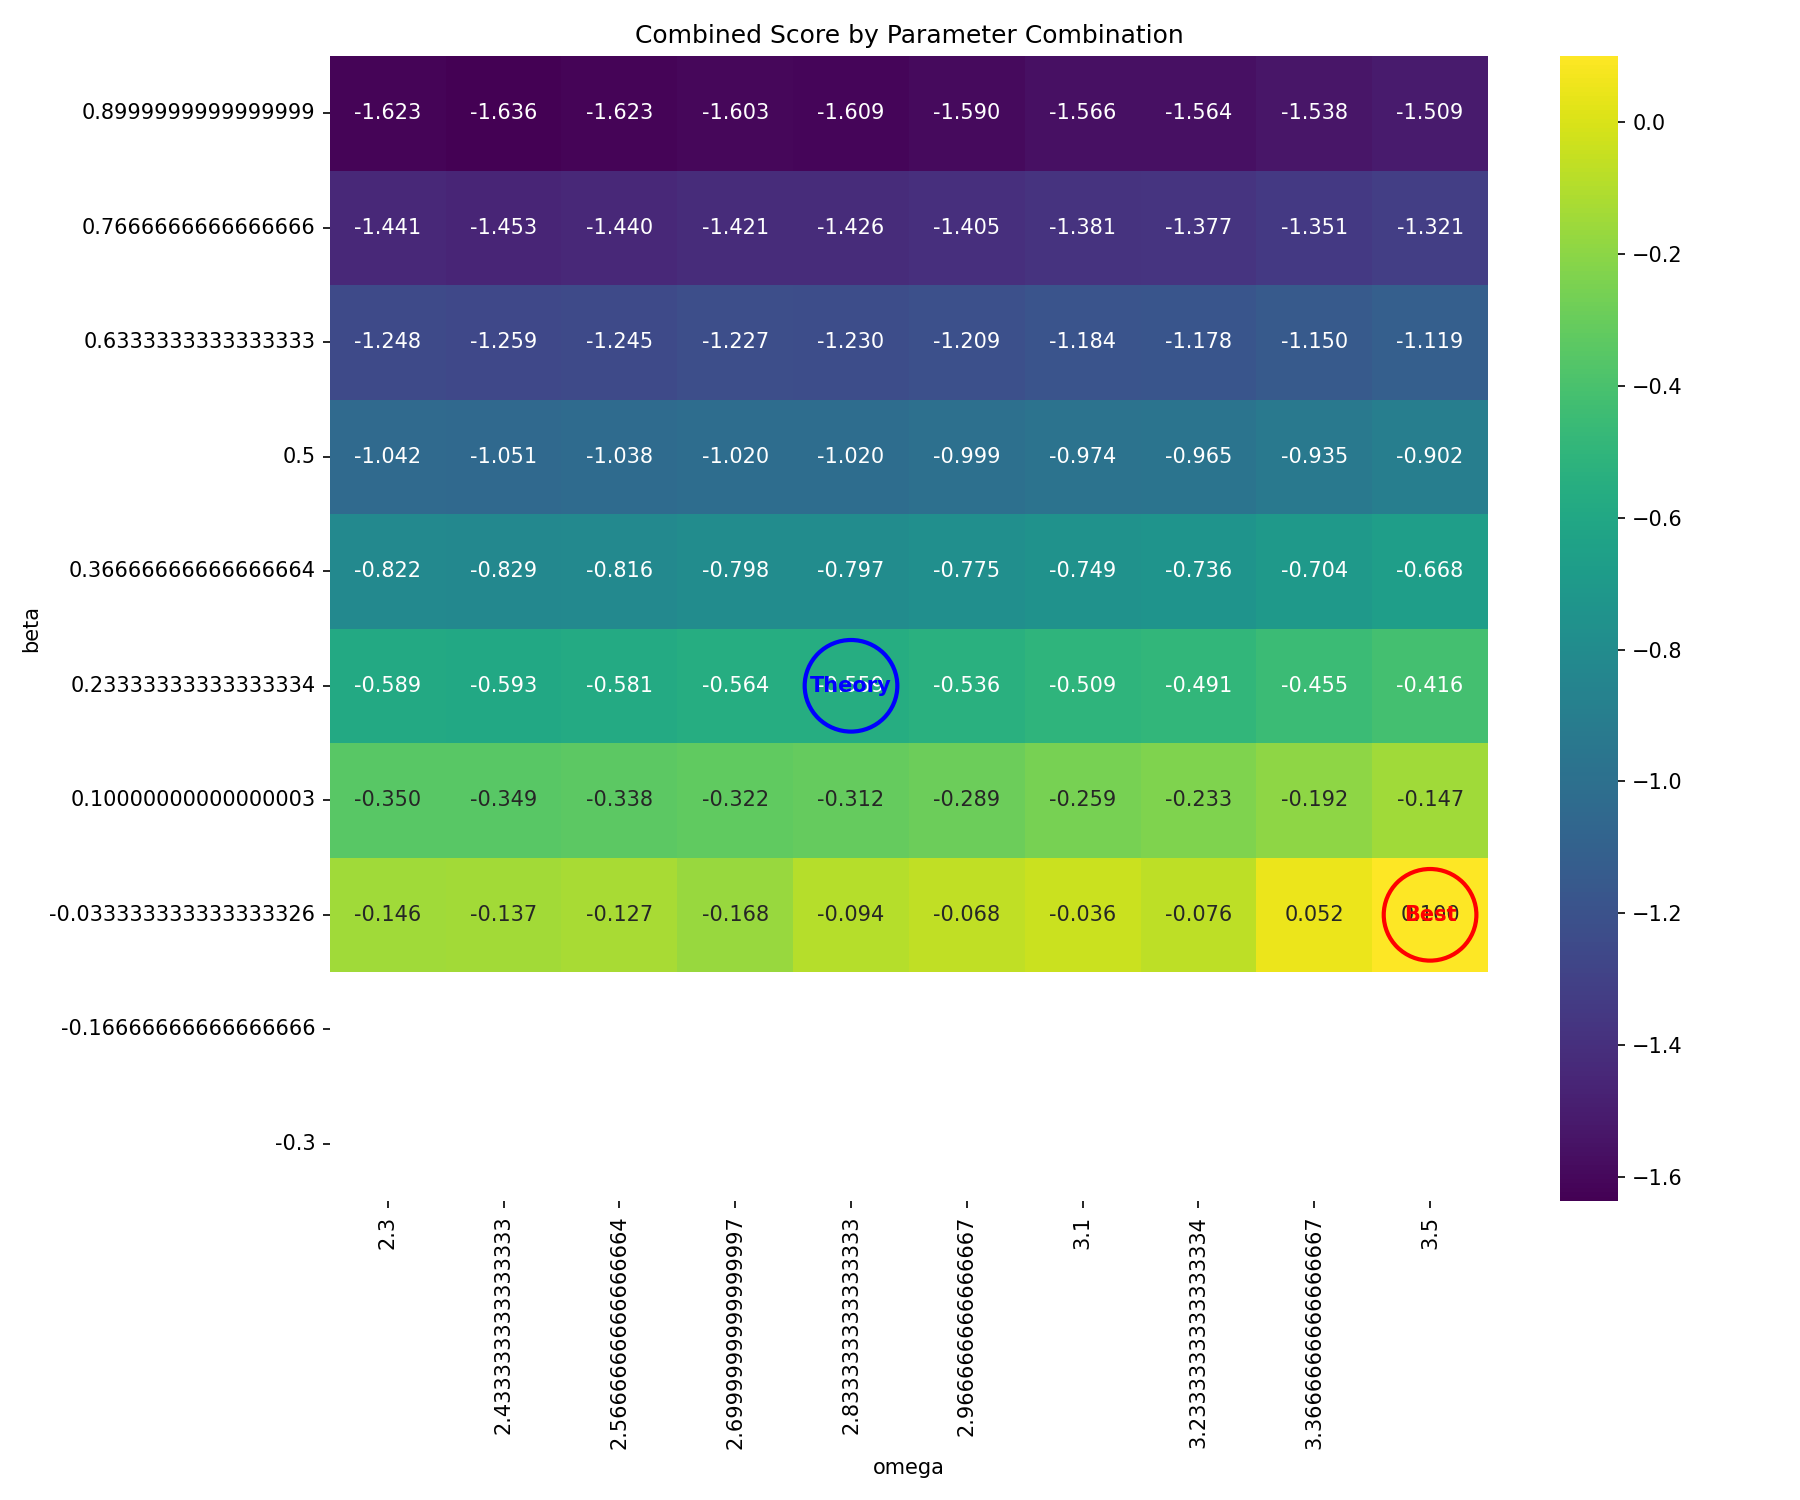 Combined Score by Parameter Combination
0.8999999999999999 -1.623 -1.636 -1.623 -1.603 -1.609 -1.590 -1.566 -1.564 -1.538 -1.509
0.7666666666666666 -1.441 -1.453 -1.440 -1.421 -1.426 -1.405 -1.381 -1.377 -1.351 -1.321
0.6333333333333333 -1.248 -1.259 -1.245 -1.227 -1.230 -1.209 -1.184 -1.178 -1.150 -1.119
0.5 -1.042 -1.051 -1.038 -1.020 -1.020 -0.999 -0.974 -0.965 -0.935 -0.902
0.36666666666666664 -0.822 -0.829 -0.816 -0.798 -0.797 -0.775 -0.749 -0.736 -0.704 -0.668
0.23333333333333334 -0.589 -0.593 -0.581 -0.564 Theory -0.536 -0.509 -0.491 -0.455 -0.416
0.10000000000000003 -0.350 -0.349 -0.338 -0.322 -0.312 -0.289 -0.259 -0.233 -0.192 -0.147
-0.033333333333333326 -0.146 -0.137 -0.127 -0.168 -0.094 -0.068 -0.036 -0.076 0.052 Best
-0.16666666666666666
-0.3
beta
2.3
2.433333333333333
2.5666666666666664
2.6999999999999997
2.833333333333333
2.966666666666667
3.1
3.2333333333333334
3.3666666666666667
3.5
omega
0.0
−0.2
−0.4
−0.6
−0.8
−1.0
−1.2
−1.4
−1.6